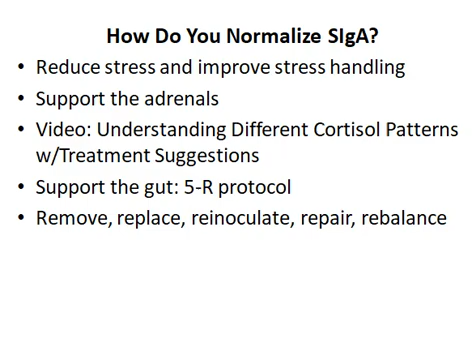 How Do You Normalize SIgA?
• Reduce stress and improve stress handling
• Support the adrenals
• Video: Understanding Different Cortisol Patterns
w/Treatment Suggestions
• Support the gut: 5-R protocol
• Remove, replace, reinoculate, repair, rebalance